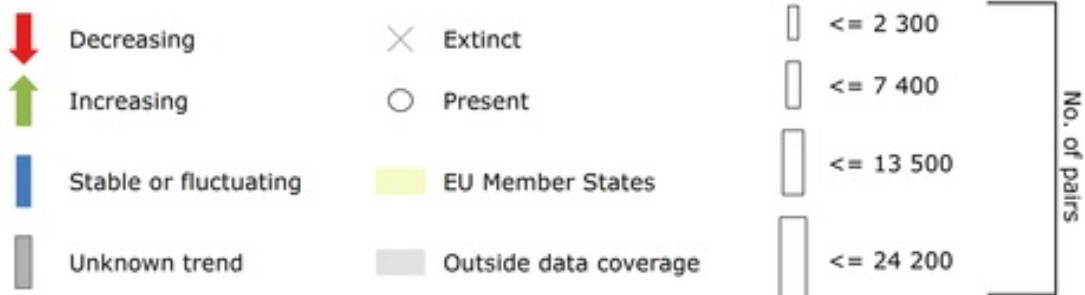 Decreasing
Increasing
Stable or fluctuating
Unknown trend
Extinct
Present
EU Member States
Outside data coverage
<= 2 300
<= 7 400
<= 13 500
<= 24 200
No. of pairs